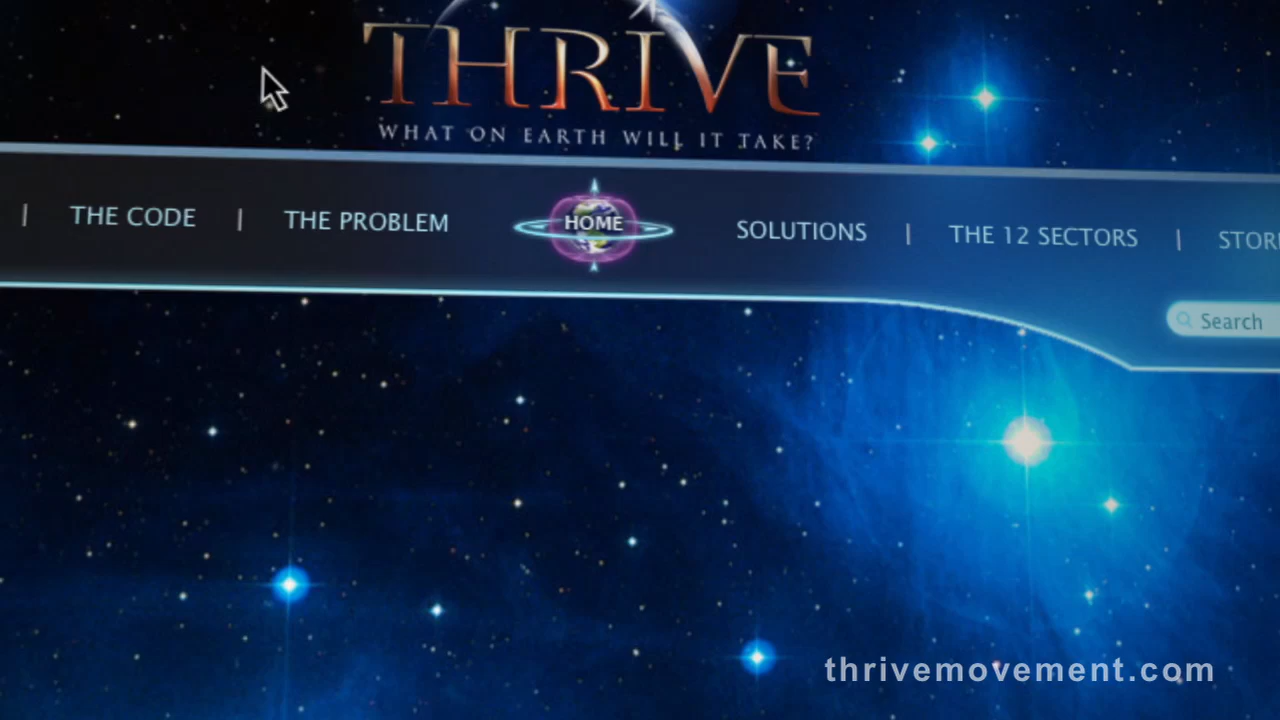 THRIVE
WHAT ON EARTH WILL IT TAKE?
| THE CODE | THE PROBLEM HOME SOLUTIONS | THE 12 SECTORS |
Search
thrivemovement.com